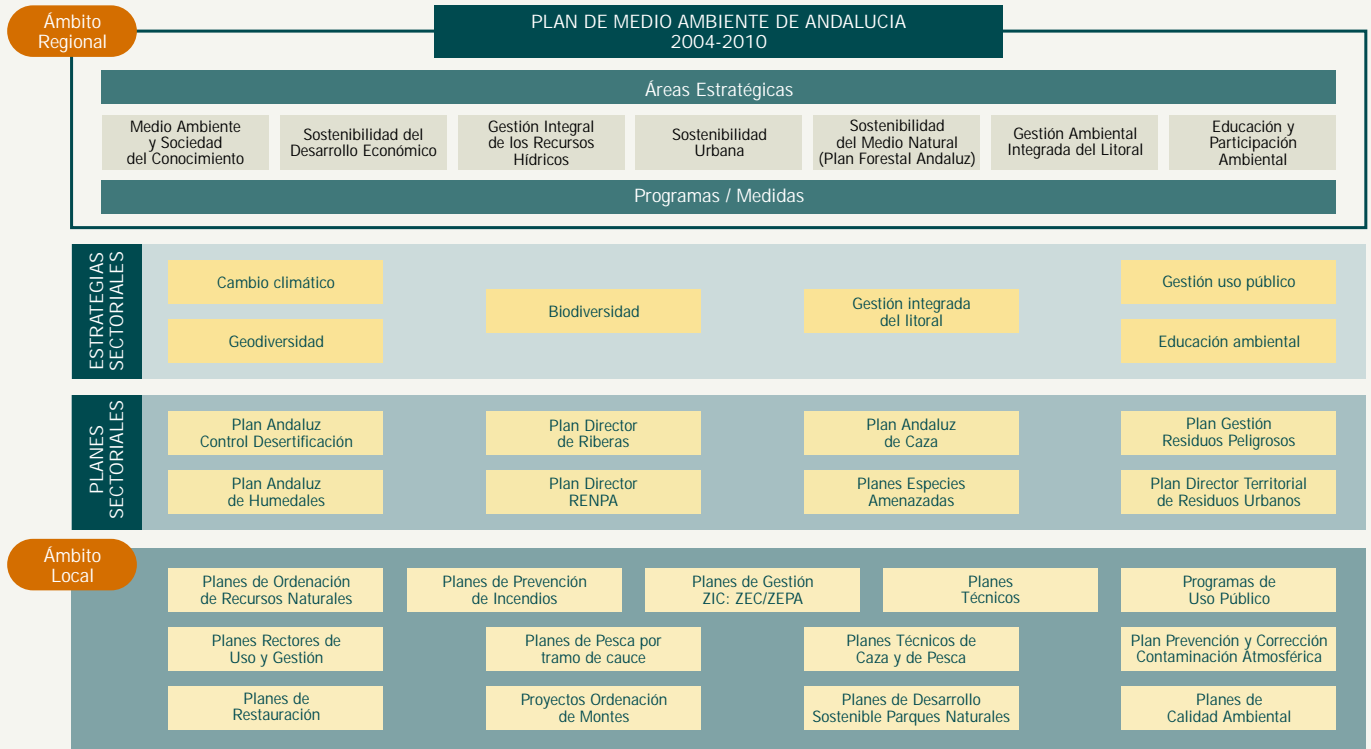 Ámbito
Regional
PLAN DE MEDIO AMBIENTE DE ANDALUCIA
2004-2010
Áreas Estratégicas
Medio Ambiente
y Sociedad
del Conocimiento
Sostenibilidad del
Desarrollo Económico
Gestión Integral
de los Recursos
Hídricos
Sostenibilidad
Urbana
Sostenibilidad
del Medio Natural
(Plan Forestal Andaluz)
Gestión Ambiental
Integrada del Litoral
Educación y
Participación
Ambiental
Programas / Medidas
ESTRATEGIAS
SECTORIALES
Cambio climático
Geodiversidad
Biodiversidad
Gestión integrada
del litoral
Gestión uso público
Educación ambiental
PLANES
SECTORIALES
Plan Andaluz
Control Desertificación
Plan Director
de Riberas
Plan Andaluz
de Caza
Plan Gestión
Residuos Peligrosos
Plan Andaluz
de Humedales
Plan Director
RENPA
Planes Especies
Amenazadas
Plan Director Territorial
de Residuos Urbanos
Ámbito
Local
Planes de Ordenación
de Recursos Naturales
Planes de Prevención
de Incendios
Planes de Gestión
ZIC: ZEC/ZEPA
Planes
Técnicos
Programas de
Uso Público
Planes Rectores de
Uso y Gestión
Planes de Pesca por
tramo de cauce
Planes Técnicos de
Caza y de Pesca
Plan Prevención y Corrección
Contaminación Atmosférica
Planes de
Restauración
Proyectos Ordenación
de Montes
Planes de Desarrollo
Sostenible Parques Naturales
Planes de
Calidad Ambiental